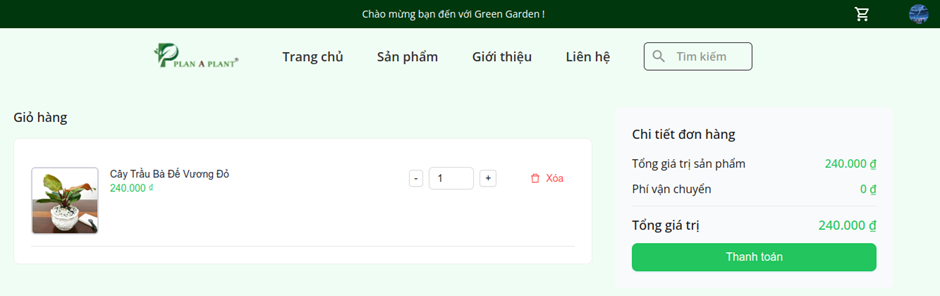 Chào mừng bạn đến với Green Garden !
PLAN A PLANT®
Trang chủ
Sản phẩm
Giới thiệu
Liên hệ
Tìm kiếm
Giỏ hàng
Cây Trầu Bà Đế Vương Đỏ
240.000 ₫
-
1
+
Xóa
Chi tiết đơn hàng
Tổng giá trị sản phẩm 240.000 ₫
Phí vận chuyển 0 ₫
Tổng giá trị 240.000 ₫
Thanh toán